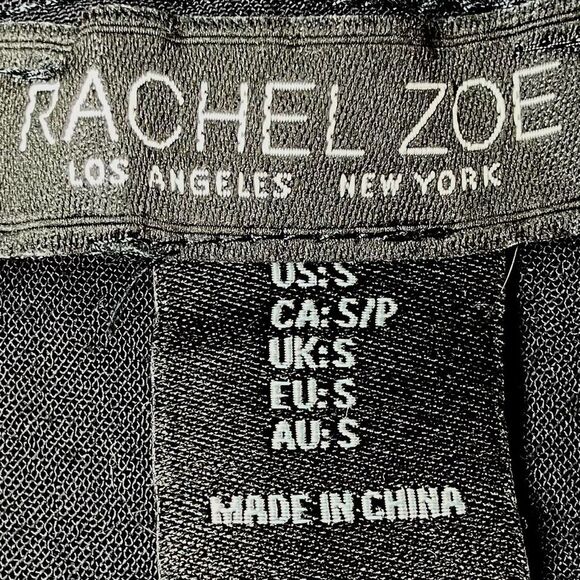 RACHEL ZOE
LOS ANGELES NEW YORK
US: S
CA: S/P
UK: S
EU: S
AU: S
MADE IN CHINA